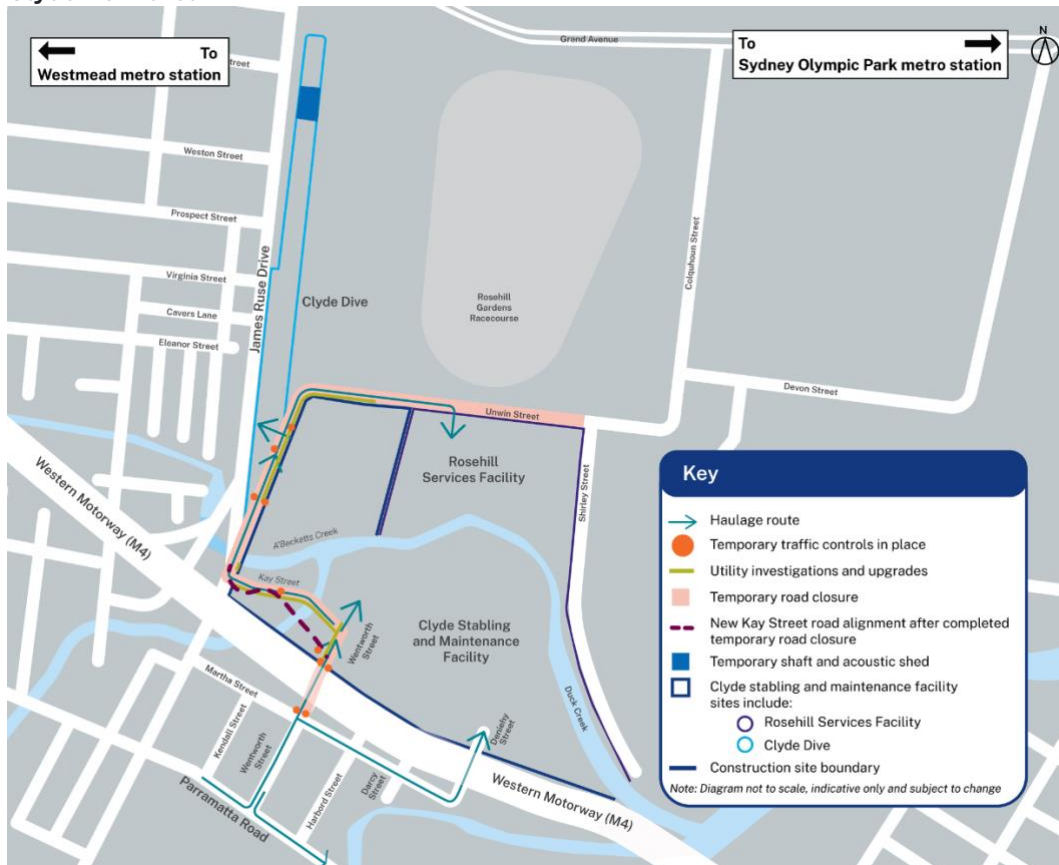 To
Westmead metro station
Grand Avenue
To
Sydney Olympic Park metro station
N
Weston Street
Prospect Street
James Ruse Drive
Virginia Street
Cavers Lane
Eleanor Street
Clyde Dive
Rosehill
Gardens
Racecourse
Colquhoun Street
Devon Street
Unwin Street
Western Motorway (M4)
Rosehill
Services Facility
Shirley Street
A'Becketts Creek
Kay Street
Wentworth
Street
Clyde Stabling
and Maintenance
Facility
Duck Creek
Martha Street
Kendall Street
Wentworth
Street
Harbord Street
Darcy
Street
Deniehy
Street
Parramatta Road
Western Motorway (M4)
Key
Haulage route
Temporary traffic controls in place
Utility investigations and upgrades
Temporary road closure
New Kay Street road alignment after completed
temporary road closure
Temporary shaft and acoustic shed
Clyde stabling and maintenance facility
sites include:
Rosehill Services Facility
Clyde Dive
Construction site boundary
Note: Diagram not to scale, indicative only and subject to change